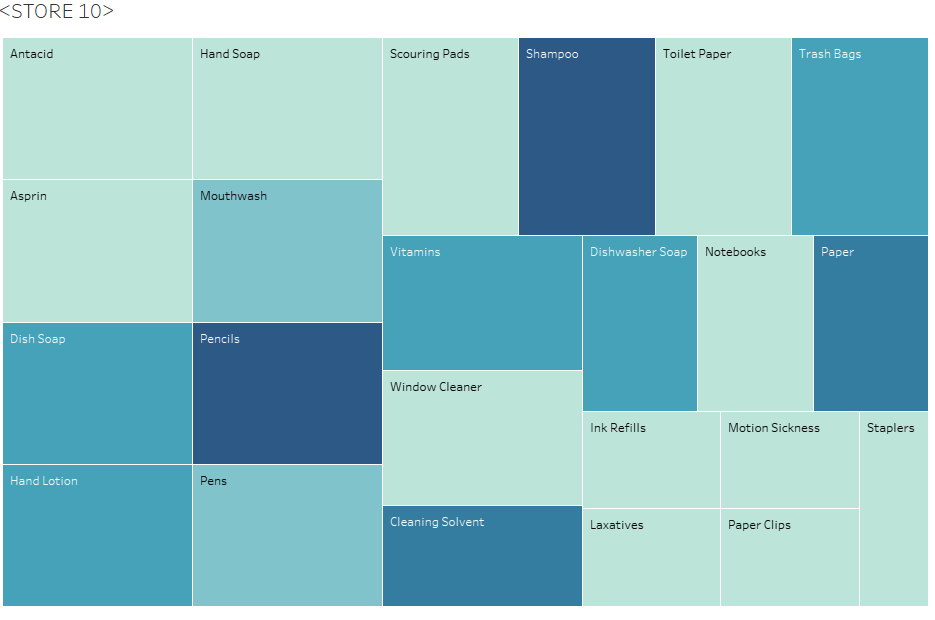 <STORE 10>
Antacid
Hand Soap
Scouring Pads
Shampoo
Toilet Paper
Trash Bags
Asprin
Mouthwash
Vitamins
Dishwasher Soap
Notebooks
Paper
Dish Soap
Pencils
Window Cleaner
Ink Refills
Motion Sickness
Staplers
Hand Lotion
Pens
Cleaning Solvent
Laxatives
Paper Clips